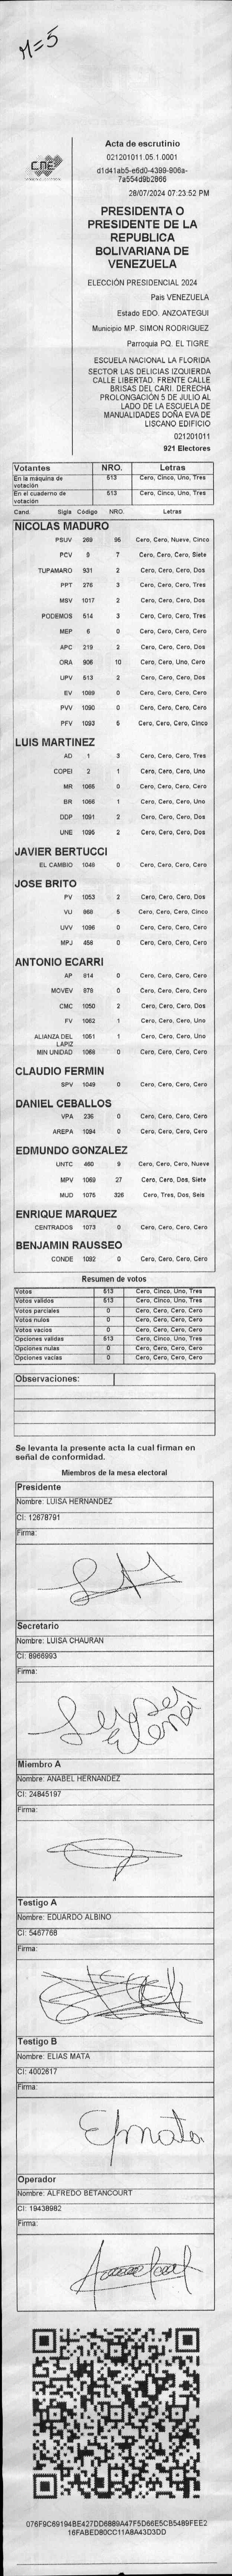 M=5
CNE
Acta de escrutinio
021201011.05.1.0001
d1d41ab5-e6d0-4399-906a-
7a554d9b2866
28/07/2024 07:23:52 PM
PRESIDENTA O
PRESIDENTE DE LA
REPUBLICA
BOLIVARIANA DE
VENEZUELA
ELECCIÓN PRESIDENCIAL 2024
Pais VENEZUELA
Estado EDO. ANZOATEGUI
Municipio MP. SIMON RODRIGUEZ
Parroquia PQ. EL TIGRE
ESCUELA NACIONAL LA FLORIDA
SECTOR LAS DELICIAS IZQUIERDA
CALLE LIBERTAD. FRENTE CALLE
BRISAS DEL CARI. DERECHA
PROLONGACIÓN 5 DE JULIO AL
LADO DE LA ESCUELA DE
MANUALIDADES DOÑA EVA DE
LISCANO EDIFICIO
021201011
921 Electores
Votantes NRO. Letras
En la máquina de votación 513 Cero, Cinco, Uno, Tres
En el cuaderno de votación 513 Cero, Cinco, Uno, Tres
Cand. Sigla Código NRO. Letras
NICOLAS MADURO
PSUV 269 95 Cero, Cero, Nueve, Cinco
PCV 9 7 Cero, Cero, Cero, Siete
TUPAMARO 931 2 Cero, Cero, Cero, Dos
PPT 276 3 Cero, Cero, Cero, Tres
MSV 1017 2 Cero, Cero, Cero, Dos
PODEMOS 514 3 Cero, Cero, Cero, Tres
MEP 6 0 Cero, Cero, Cero, Cero
APC 219 2 Cero, Cero, Cero, Dos
ORA 906 10 Cero, Cero, Uno, Cero
UPV 513 2 Cero, Cero, Cero, Dos
EV 1089 0 Cero, Cero, Cero, Cero
PVV 1090 0 Cero, Cero, Cero, Cero
PFV 1093 5 Cero, Cero, Cero, Cinco
LUIS MARTINEZ
AD 1 3 Cero, Cero, Cero, Tres
COPEI 2 1 Cero, Cero, Cero, Uno
MR 1065 0 Cero, Cero, Cero, Cero
BR 1066 1 Cero, Cero, Cero, Uno
DDP 1091 2 Cero, Cero, Cero, Dos
UNE 1095 2 Cero, Cero, Cero, Dos
JAVIER BERTUCCI
EL CAMBIO 1048 0 Cero, Cero, Cero, Cero
JOSE BRITO
PV 1053 2 Cero, Cero, Cero, Dos
VU 868 5 Cero, Cero, Cero, Cinco
UVV 1096 0 Cero, Cero, Cero, Cero
MPJ 458 0 Cero, Cero, Cero, Cero
ANTONIO ECARRI
AP 814 0 Cero, Cero, Cero, Cero
MOVEV 878 0 Cero, Cero, Cero, Cero
CMC 1050 2 Cero, Cero, Cero, Dos
FV 1062 1 Cero, Cero, Cero, Uno
ALIANZA DEL LAPIZ 1051 1 Cero, Cero, Cero, Uno
MIN UNIDAD 1068 0 Cero, Cero, Cero, Cero
CLAUDIO FERMIN
SPV 1049 0 Cero, Cero, Cero, Cero
DANIEL CEBALLOS
VPA 236 0 Cero, Cero, Cero, Cero
AREPA 1094 0 Cero, Cero, Cero, Cero
EDMUNDO GONZALEZ
UNTC 460 9 Cero, Cero, Cero, Nueve
MPV 1069 27 Cero, Cero, Dos, Siete
MUD 1075 326 Cero, Tres, Dos, Seis
ENRIQUE MARQUEZ
CENTRADOS 1073 0 Cero, Cero, Cero, Cero
BENJAMIN RAUSSEO
CONDE 1092 0 Cero, Cero, Cero, Cero
Resumen de votos
Votos 513 Cero, Cinco, Uno, Tres
Votos validos 513 Cero, Cinco, Uno, Tres
Votos parciales 0 Cero, Cero, Cero, Cero
Votos nulos 0 Cero, Cero, Cero, Cero
Votos vacios 0 Cero, Cero, Cero, Cero
Opciones validas 513 Cero, Cinco, Uno, Tres
Opciones nulas 0 Cero, Cero, Cero, Cero
Opciones vacias 0 Cero, Cero, Cero, Cero
Observaciones:
Se levanta la presente acta la cual firman en
señal de conformidad.
Miembros de la mesa electoral
Presidente
Nombre: LUISA HERNANDEZ
CI: 12678791
Firma:
Secretario
Nombre: LUISA CHAURAN
CI: 8966993
Firma:
Miembro A
Nombre: ANABEL HERNANDEZ
CI: 24845197
Firma:
Testigo A
Nombre: EDUARDO ALBINO
CI: 5467768
Firma:
Testigo B
Nombre: ELIAS MATA
CI: 4002617
Firma:
Emata
Operador
Nombre: ALFREDO BETANCOURT
CI: 19438982
Firma:
076F9C69194BE427DD6889A47F5D66E5CB5489FEE2
16FABED80CC11A8A43D3DD